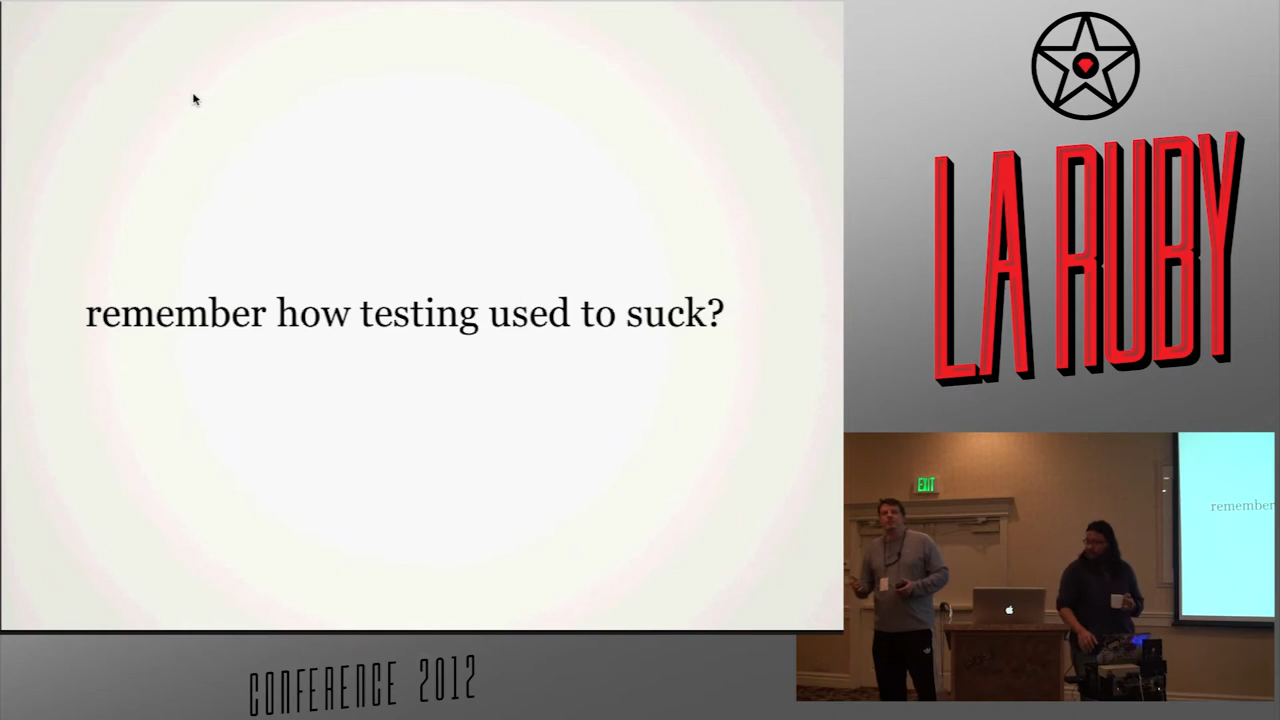 remember how testing used to suck?
LA RUBY
EXIT
remember
CONFERENCE 2012